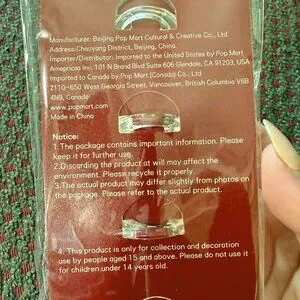 Manufacturer: Beijing Pop Mart Cultural & Creative Co., Ltd.
Address:Chaoyang District, Beijing, China.
Importer/Distributor: Imported to the United States by Pop Mart
Amepricas Inc. 101 N Brand Blvd Suite 606 Glendale, CA 91203, USA
Imported to Canada by Pop Mart (Canada) Co., Ltd
2110-650 West Georgia Street, Vancouver, British Columbia V6B
4N9, Canada
www.popmart.com
Made in China
Notice:
1.The package contains important information. Please
keep it for further use.
2.Discarding the product at will may affect the
environment. Please recycle it properly.
3.The actual product may differ slightly from photos on
the package. Please refer to the actual product.
4. This product is only for collection and decoration
use by people aged 15 and above. Please do not use it
for children under 14 years old.